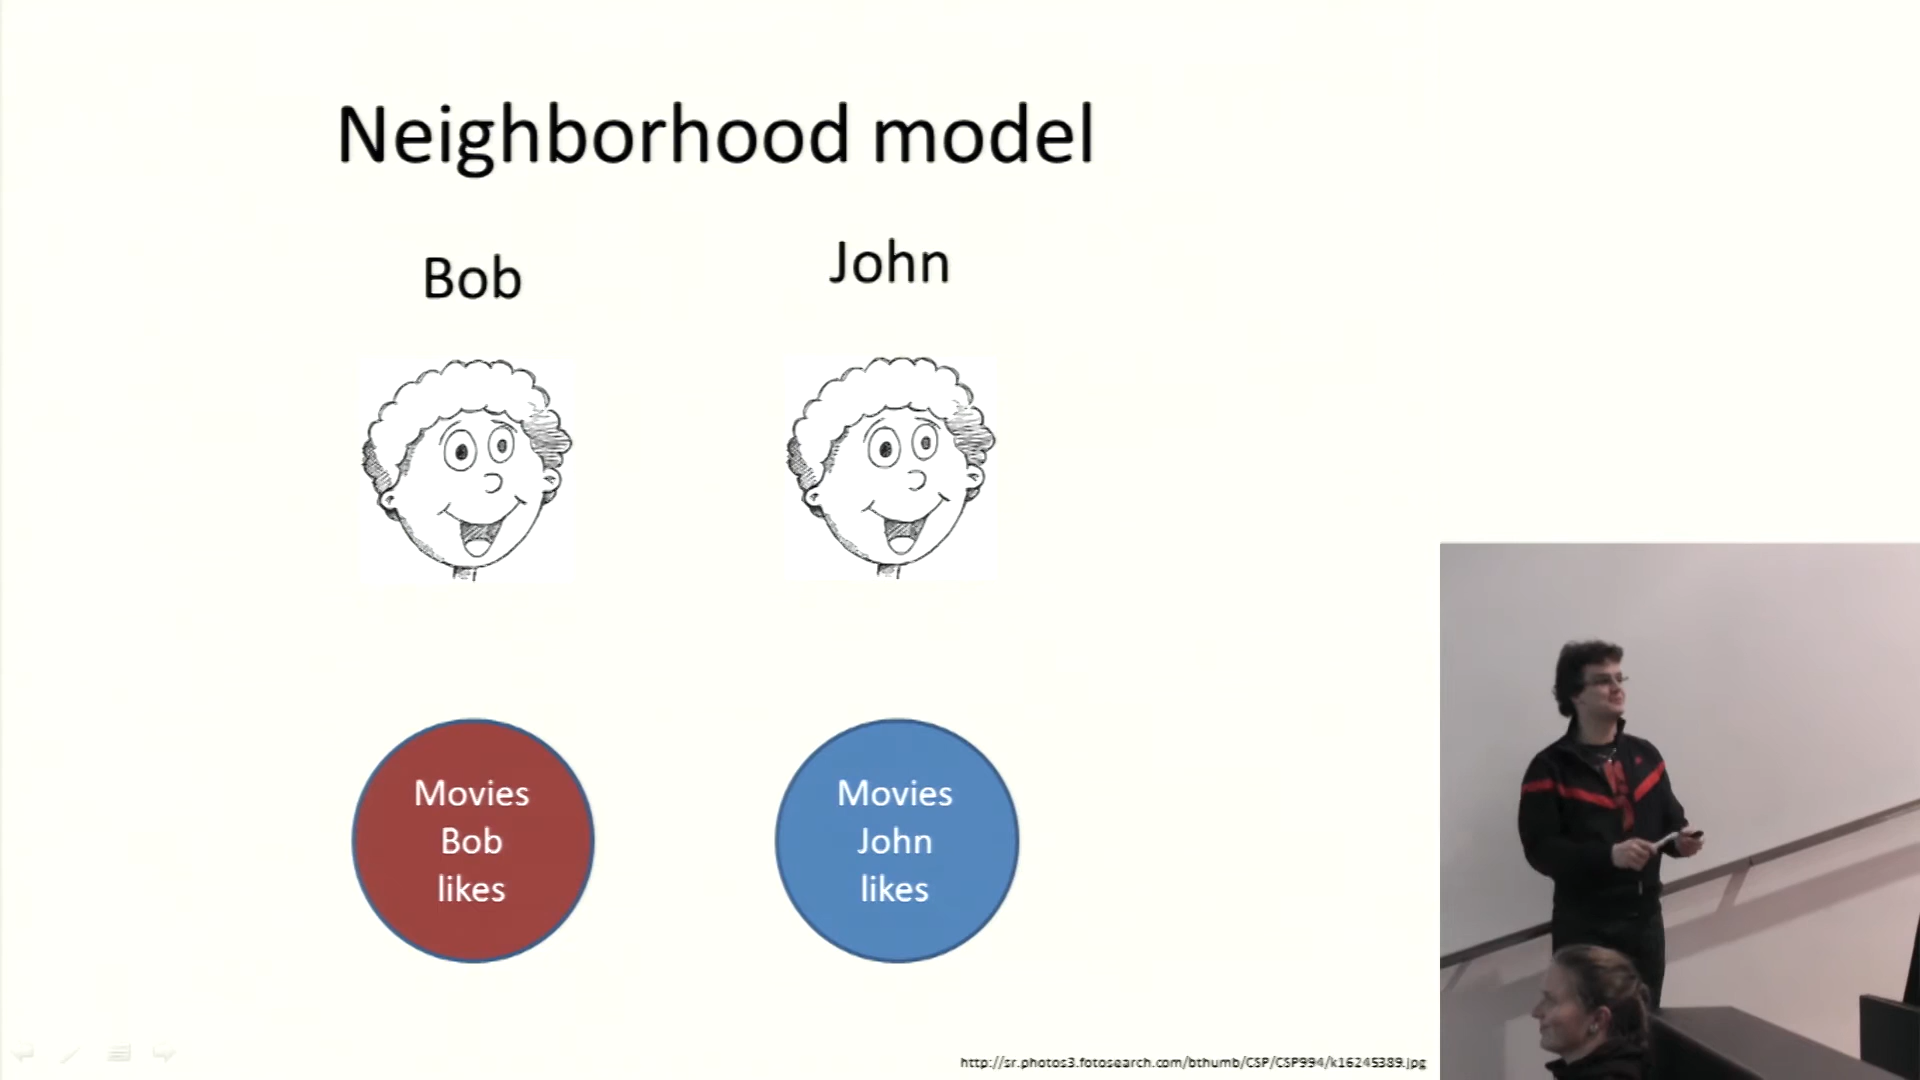 Neighborhood model
Bob
John
Movies
Bob
likes
Movies
John
likes
http://sr.photos3.fotosearch.com/bthumb/CSP/CSP994/k16245389.jpg